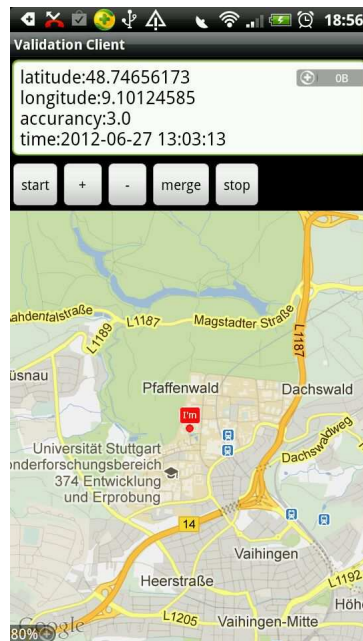 18:56
Validation Client
latitude:48.74656173
longitude:9.10124585
accurancy:3.0
time:2012-06-27 13:03:13
0B
start
+
-
merge
stop
ahdentalstraße
L1189
L1187
Magstadter Straße
L1187
üsnau
Pfaffenwald
Dachswald
I'm
Universität Stuttgart
onderforschungsbereich
374 Entwicklung
und Erprobung
Dachswaldweg
14
Vaihingen
Heerstraße
L1192
Höh
L1205
Vaihingen-Mitte
Google
80%